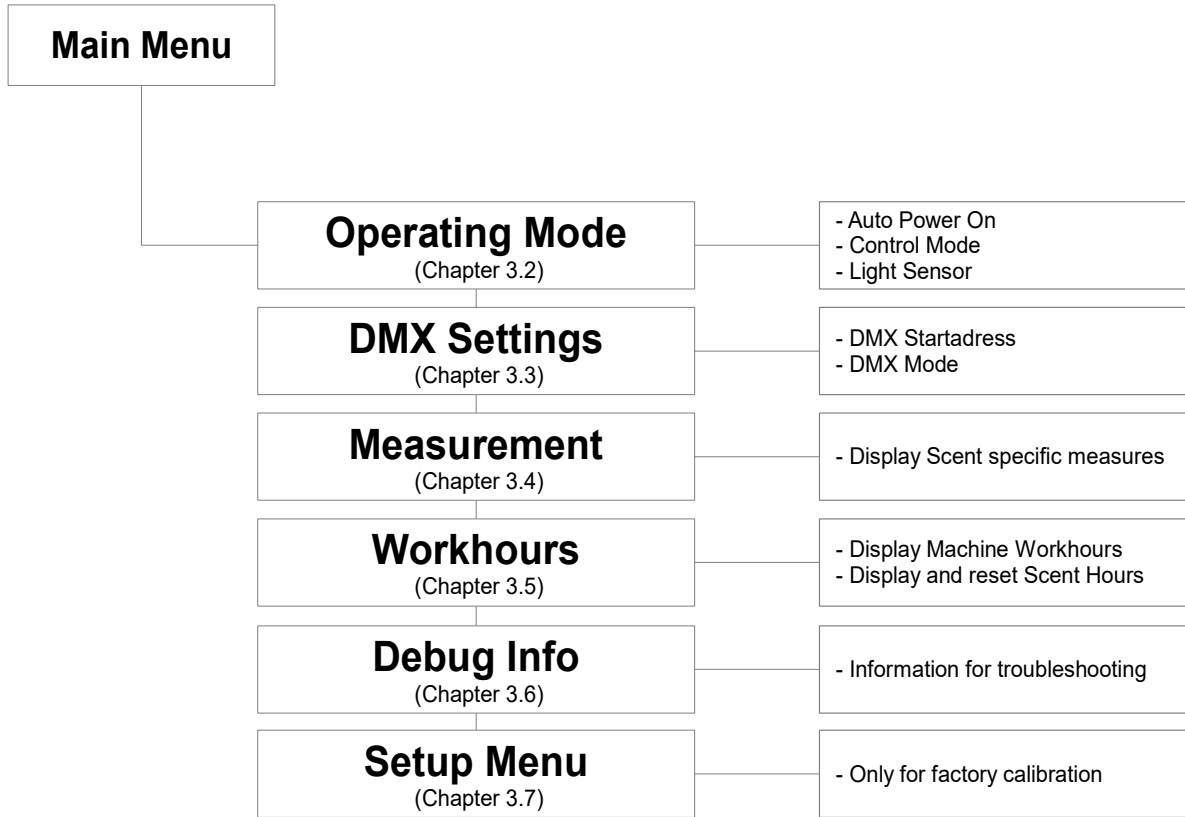 Main Menu
Operating Mode
(Chapter 3.2)
- Auto Power On
- Control Mode
- Light Sensor
DMX Settings
(Chapter 3.3)
- DMX Startadress
- DMX Mode
Measurement
(Chapter 3.4)
- Display Scent specific measures
Workhours
(Chapter 3.5)
- Display Machine Workhours
- Display and reset Scent Hours
Debug Info
(Chapter 3.6)
- Information for troubleshooting
Setup Menu
(Chapter 3.7)
- Only for factory calibration